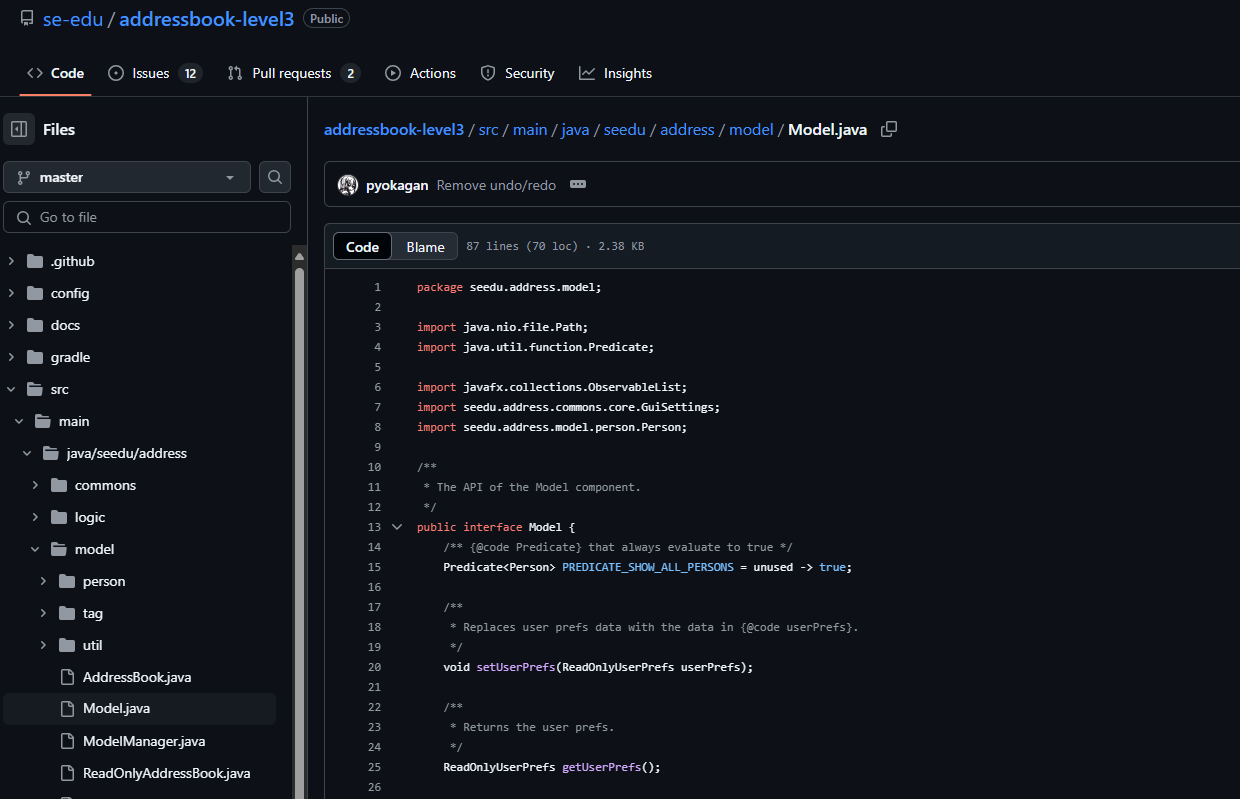 se-edu / addressbook-level3 Public
Code Issues 12 Pull requests 2 Actions Security Insights
Files
master
Go to file
.github
config
docs
gradle
src
main
java/seedu/address
commons
logic
model
person
tag
util
AddressBook.java
Model.java
ModelManager.java
ReadOnlyAddressBook.java
addressbook-level3 / src / main / java / seedu / address / model / Model.java
pyokagan Remove undo/redo
Code Blame 87 lines (70 loc) · 2.38 KB
1 package seedu.address.model;
2
3 import java.nio.file.Path;
4 import java.util.function.Predicate;
5
6 import javafx.collections.ObservableList;
7 import seedu.address.commons.core.GuiSettings;
8 import seedu.address.model.person.Person;
9
10 /**
11 * The API of the Model component.
12 */
13 public interface Model {
14 /** {@code Predicate} that always evaluate to true */
15 Predicate<Person> PREDICATE_SHOW_ALL_PERSONS = unused -> true;
16
17 /**
18 * Replaces user prefs data with the data in {@code userPrefs}.
19 */
20 void setUserPrefs(ReadOnlyUserPrefs userPrefs);
21
22 /**
23 * Returns the user prefs.
24 */
25 ReadOnlyUserPrefs getUserPrefs();
26